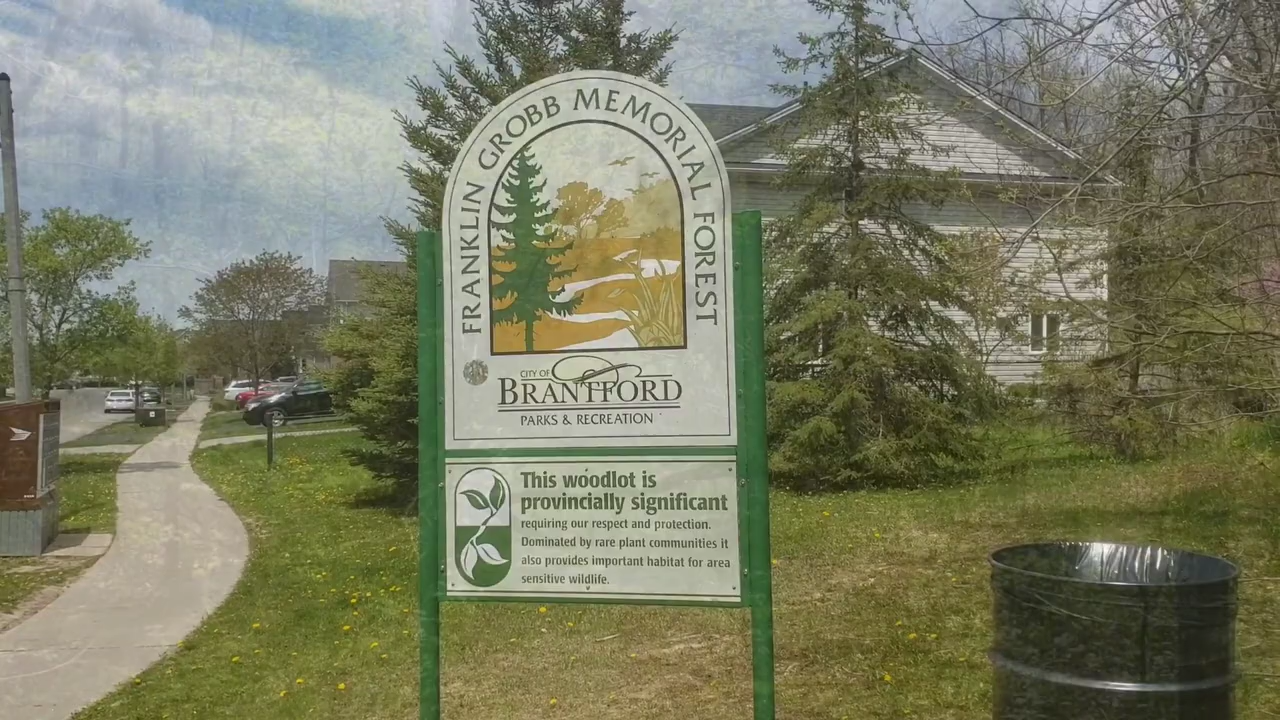 FRANKLIN GROBB MEMORIAL FOREST
CITY OF
BRANTFORD
PARKS & RECREATION
This woodlot is
provincially significant
requiring our respect and protection.
Dominated by rare plant communities it
also provides important habitat for area
sensitive wildlife.